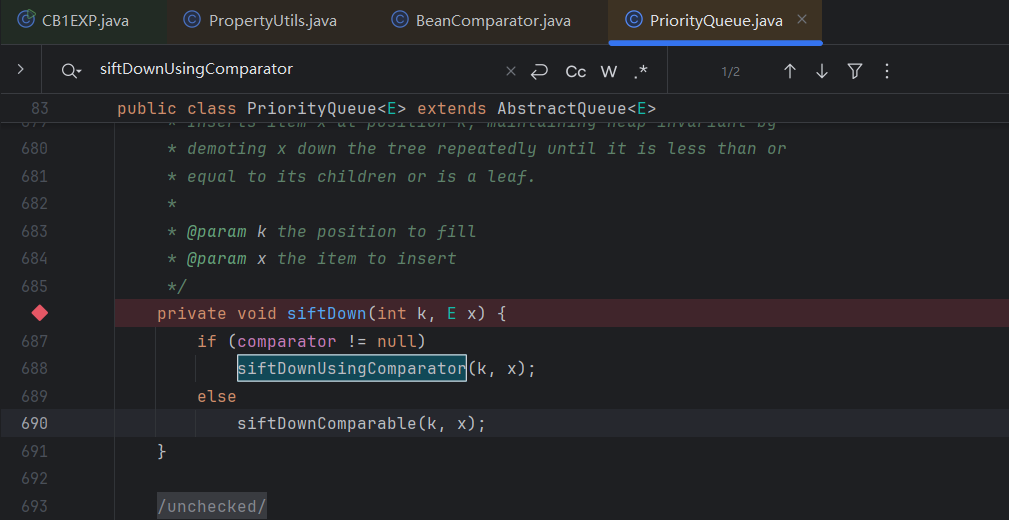 CB1EXP.java PropertyUtils.java BeanComparator.java PriorityQueue.java
siftDownUsingComparator Cc W .* 1/2
83 public class PriorityQueue<E> extends AbstractQueue<E>
680 * demoting x down the tree repeatedly until it is less than or
681 * equal to its children or is a leaf.
682 *
683 * @param k the position to fill
684 * @param x the item to insert
685 */
private void siftDown(int k, E x) {
687 if (comparator != null)
688 siftDownUsingComparator(k, x);
689 else
690 siftDownComparable(k, x);
691 }
692
693 /unchecked/